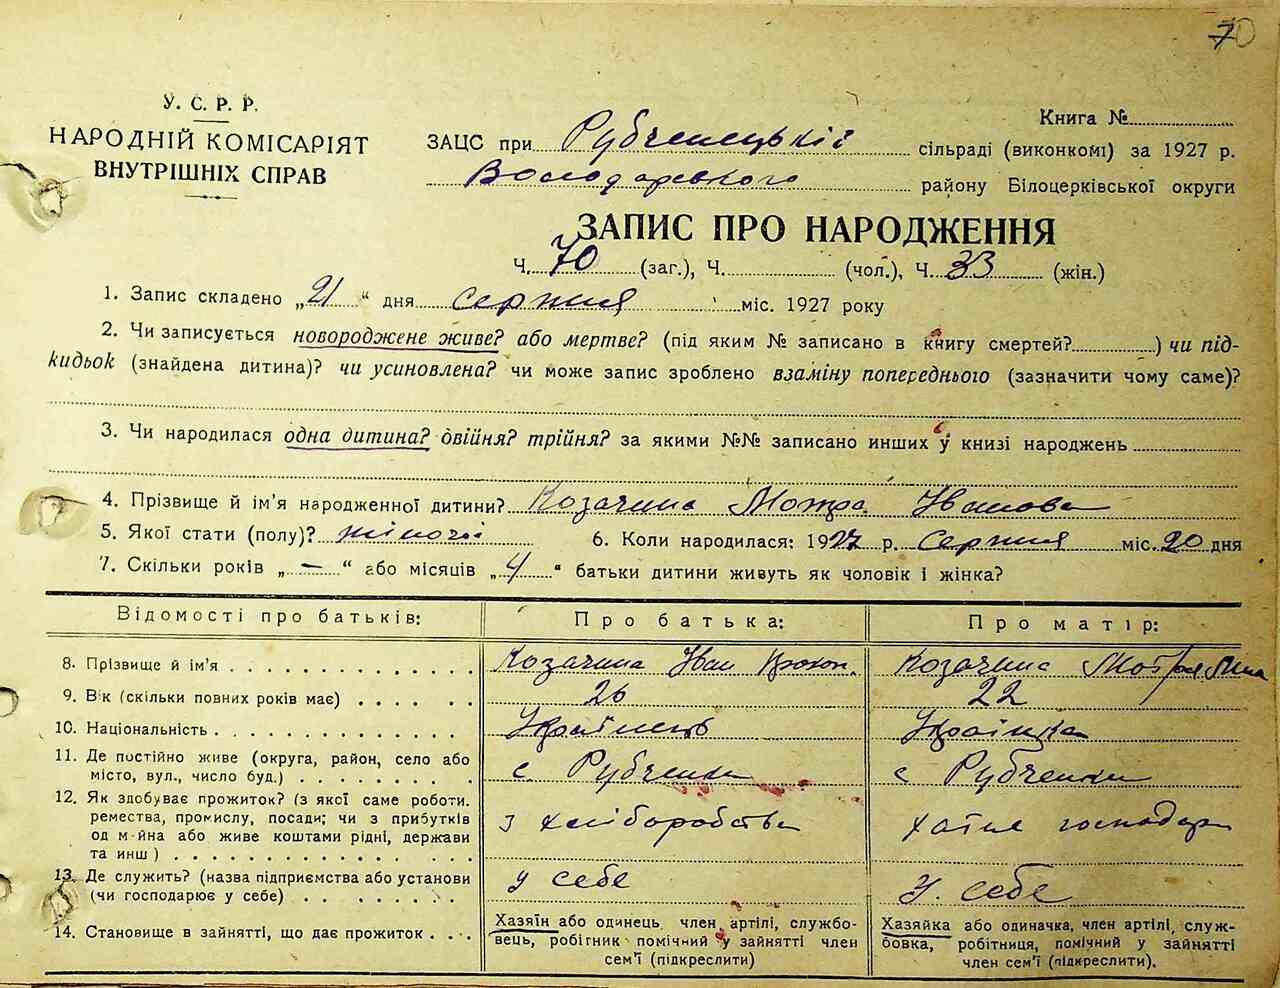 70
У. С. Р. Р.
НАРОДНІЙ КОМІСАРІЯТ
ВНУТРІШНІХ СПРАВ
Книга №
ЗАЦС при Рубченецькій сільраді (виконкомі) за 1927 р.
Володарського району Білоцерківської округи
ЗАПИС ПРО НАРОДЖЕННЯ
Ч. 70 (заг.), Ч. (чол.), Ч. 33 (жін.)
1. Запис складено „21“ дня серпня міс. 1927 року
2. Чи записується новороджене живе? або мертве? (під яким № записано в книгу смертей?) чи під-
кидьок (знайдена дитина)? чи усиновлена? чи може запис зроблено взаміну попереднього (зазначити чому саме)?
3. Чи народилася одна дитина? двійня? трійня? за якими №№ записано инших у книзі народжень
4. Прізвище й ім'я народженної дитини? Козачина Мотра Иванова
5. Якої стати (полу)? жіночої 6. Коли народилася: 1927 р. серпня міс. 20 дня
7. Скільки років „—“ або місяців „4“ батьки дитини живуть як чоловік і жінка?
Відомості про батьків: Про батька: Про матір:
8. Прізвище й ім'я Козачина Иван Прокоп. Козачина Мотря
9. Вік (скільки повних років має) 26 22
10. Національність Українець Українка
11. Де постійно живе (округа, район, село або
місто, вул., число буд.) с Рубченки с Рубченки
12. Як здобуває прожиток? (з якої саме роботи.
ремества, промислу, посади; чи з прибутків
од майна або живе коштами рідні, держави
та инш) з хліборобства хатня господар
13. Де служить? (назва підприємства або установи
(чи господарює у себе) у себе у себе
14. Становище в зайнятті, що дає прожиток
Хазяїн або одинець, член артілі, службо-
вець, робітник помічний у зайнятті член
сем'ї (підкреслити)
Хазяйка або одиначка, член артілі, служ-
бовка, робітниця, помічний у зайнятті
член сем'ї (підкреслити).